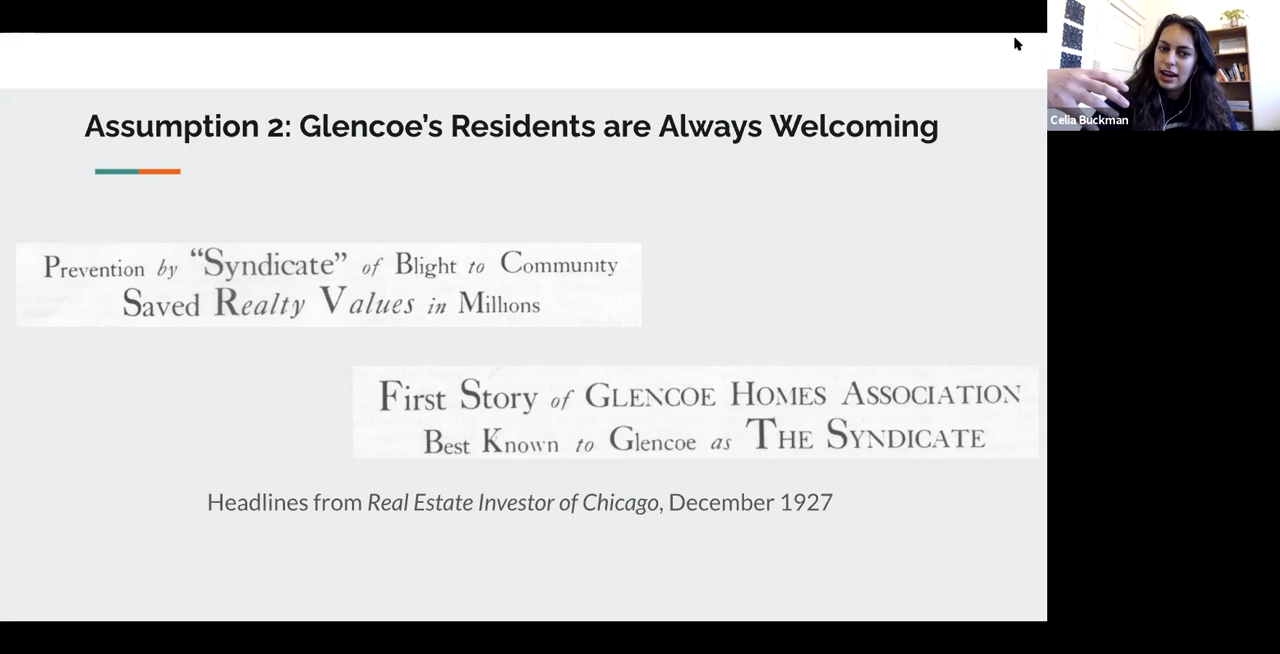 Assumption 2: Glencoe's Residents are Always Welcoming
Celia Buckman
Prevention by “Syndicate” of Blight to Community
Saved Realty Values in Millions
First Story of GLENCOE HOMES ASSOCIATION
Best Known to Glencoe as THE SYNDICATE
Headlines from Real Estate Investor of Chicago, December 1927